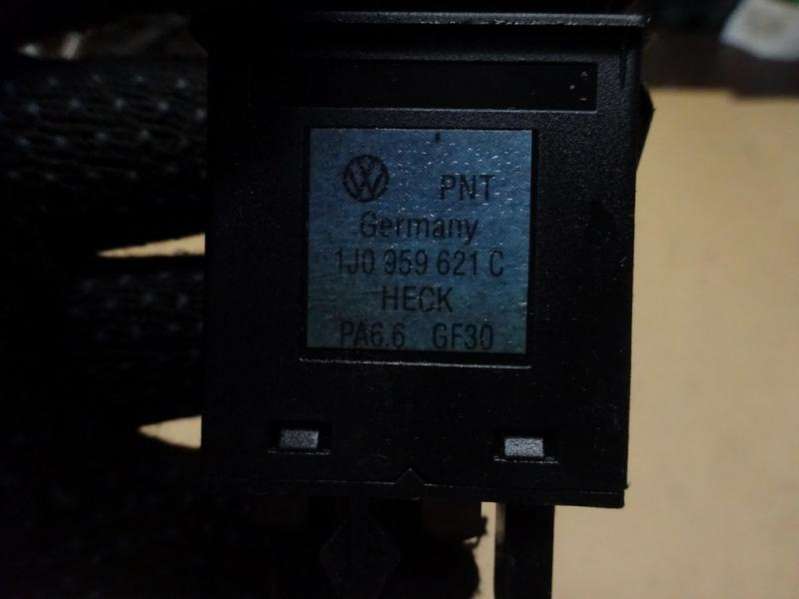 PNT
Germany
1J0 959 621 C
HECK
PA6.6 GF30